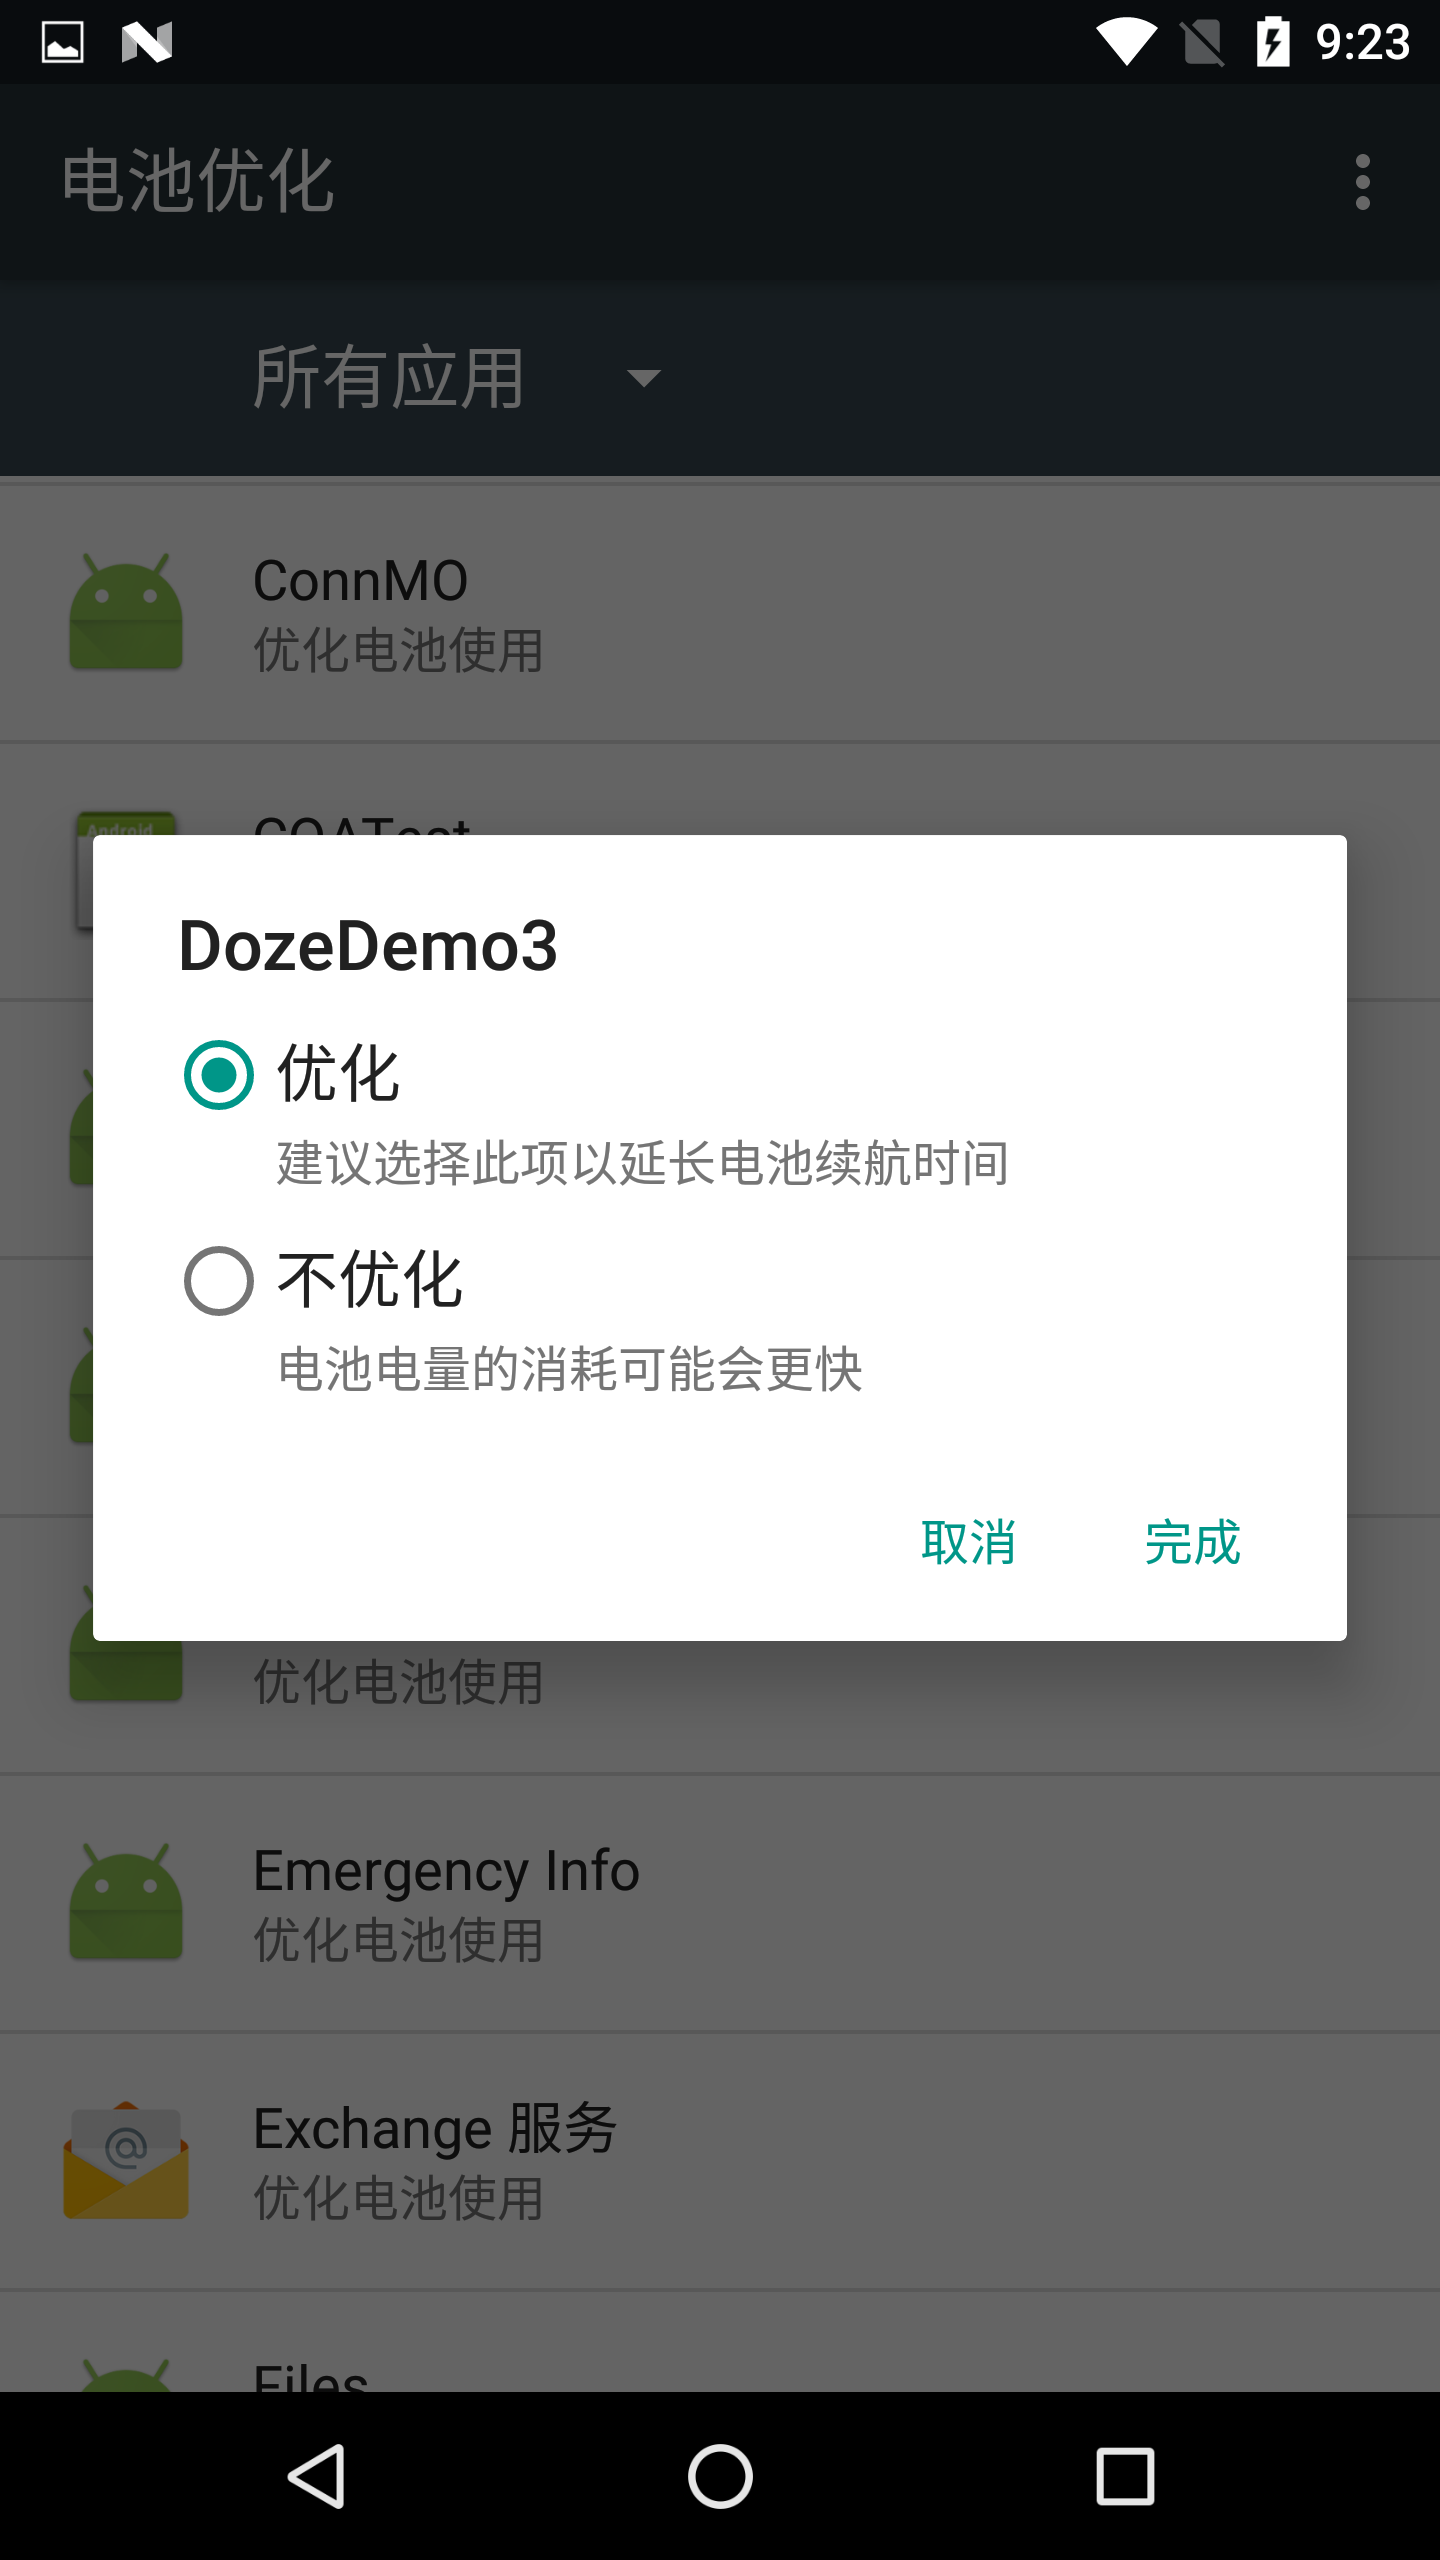 9:23
电池优化
所有应用
ConnMO
优化电池使用
Android
DozeDemo3
优化
建议选择此项以延长电池续航时间
不优化
电池电量的消耗可能会更快
取消
完成
优化电池使用
Emergency Info
优化电池使用
Exchange 服务
优化电池使用
Files